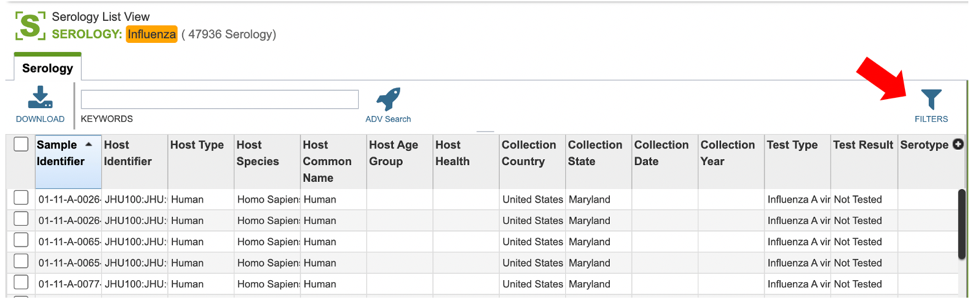 S
Serology List View
SEROLOGY: Influenza ( 47936 Serology)
Serology
DOWNLOAD
KEYWORDS
ADV Search
FILTERS
Sample Identifier Host Identifier Host Type Host Species Host Common Name Host Age Group Host Health Collection Country Collection State Collection Date Collection Year Test Type Test Result Serotype
01-11-A-0026- JHU100:JHU: Human Homo Sapiens Human United States Maryland Influenza A vir Not Tested
01-11-A-0026- JHU100:JHU: Human Homo Sapiens Human United States Maryland Influenza A vir Not Tested
01-11-A-0065- JHU100:JHU: Human Homo Sapiens Human United States Maryland Influenza A vir Not Tested
01-11-A-0065- JHU100:JHU: Human Homo Sapiens Human United States Maryland Influenza A vir Not Tested
01-11-A-0077- JHU100:JHU: Human Homo Sapiens Human United States Maryland Influenza A vir Not Tested